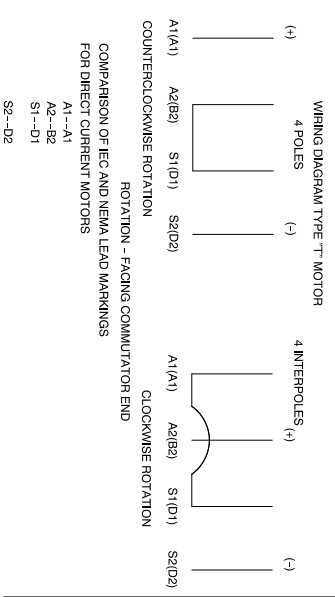 WIRING DIAGRAM TYPE "T" MOTOR
4 POLES
4 INTERPOLES
(+)
(-)
(+)
(-)
A1(A1)
A2(B2)
S1(D1)
S2(D2)
A1(A1)
A2(B2)
S1(D1)
S2(D2)
COUNTERCLOCKWISE ROTATION
CLOCKWISE ROTATION
ROTATION - FACING COMMUTATOR END
COMPARISON OF IEC AND NEMA LEAD MARKINGS
FOR DIRECT CURRENT MOTORS
A1--A1
A2--B2
S1--D1
S2--D2